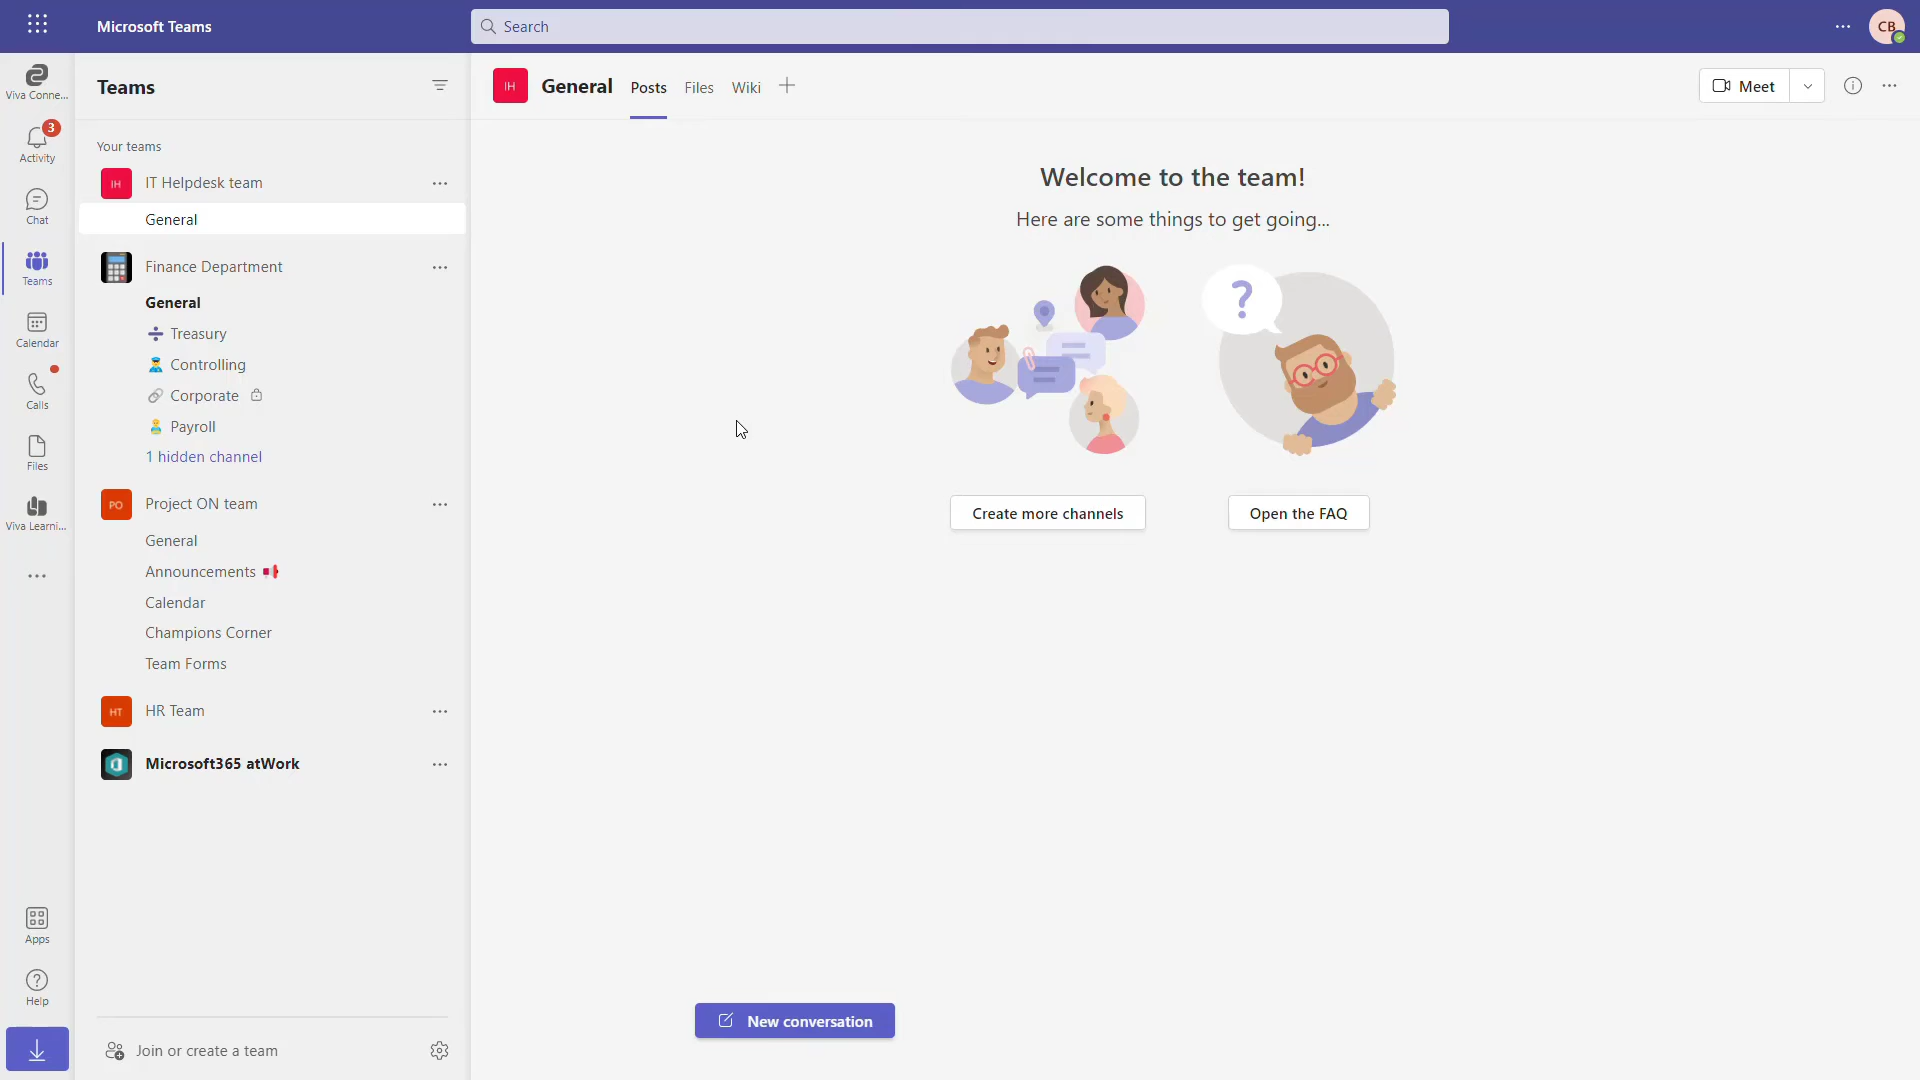 Microsoft Teams
Search
CB
Viva Conne...
3
Activity
Chat
Teams
Calendar
Calls
Files
Viva Learni...
Apps
Help
Teams
Your teams
IH IT Helpdesk team
General
Finance Department
General
Treasury
Controlling
Corporate
Payroll
1 hidden channel
PO Project ON team
General
Announcements
Calendar
Champions Corner
Team Forms
HT HR Team
Microsoft365 atWork
Join or create a team
IH General Posts Files Wiki
Meet
Welcome to the team!
Here are some things to get going...
?
Create more channels
Open the FAQ
New conversation